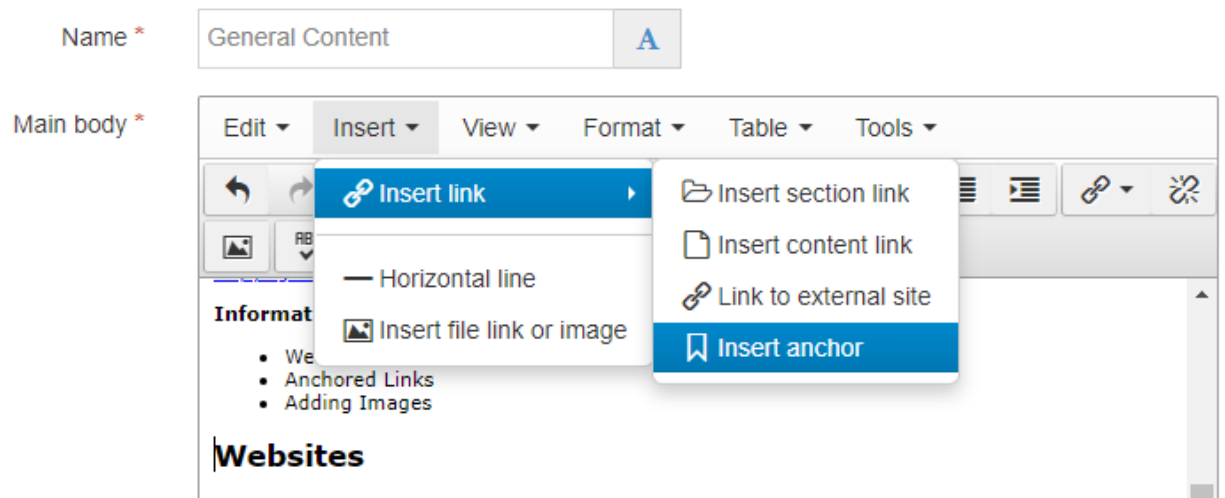 Name *
General Content
A
Main body *
Edit
Insert
View
Format
Table
Tools
Insert link
Insert section link
Insert content link
Horizontal line
Link to external site
Insert file link or image
Insert anchor
Informat
We
Anchored Links
Adding Images
Websites